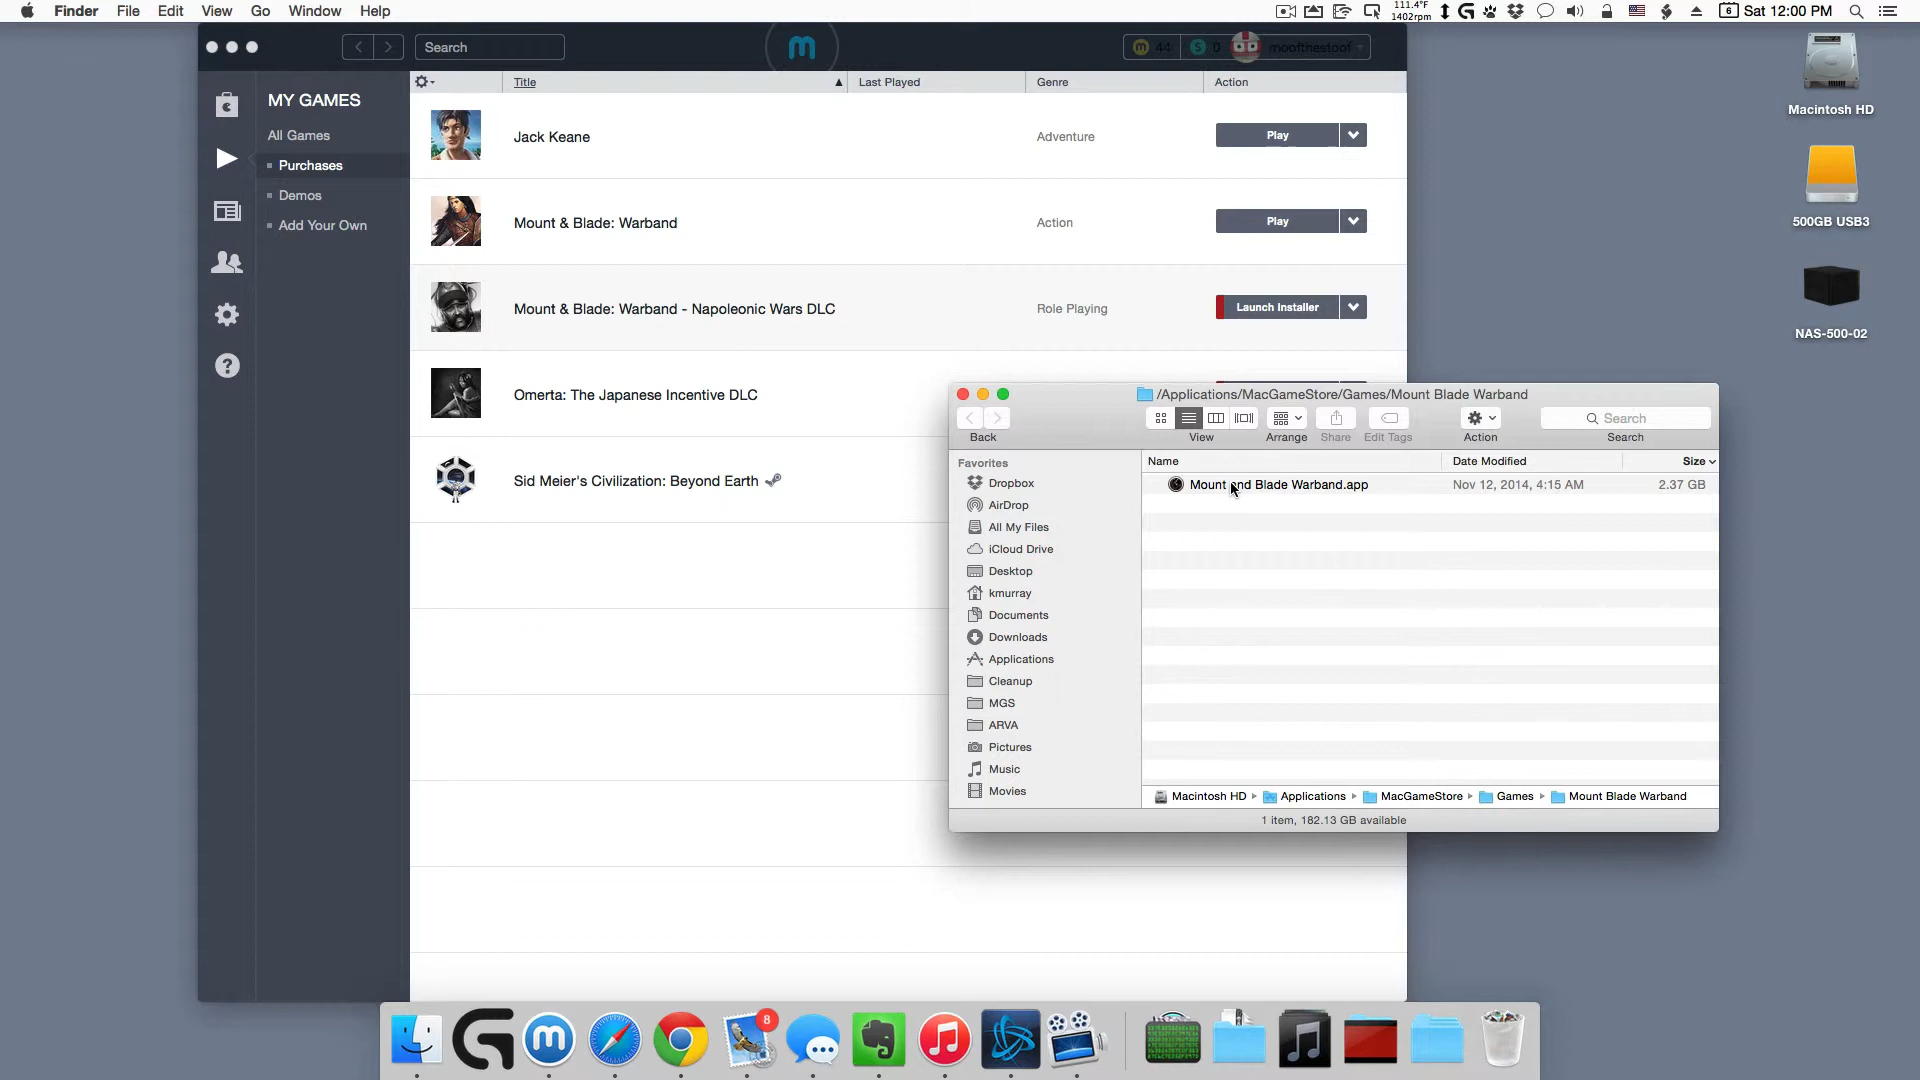 Finder File Edit View Go Window Help
111.4°F
1402rpm
6 Sat 12:00 PM
Search
m
m 44 S 0 moofthestoof
MY GAMES
All Games
Purchases
Demos
Add Your Own
Title Last Played Genre Action
Jack Keane Adventure Play
Mount & Blade: Warband Action Play
Mount & Blade: Warband - Napoleonic Wars DLC Role Playing Launch Installer
Omerta: The Japanese Incentive DLC
Sid Meier's Civilization: Beyond Earth
Macintosh HD
500GB USB3
NAS-500-02
/Applications/MacGameStore/Games/Mount Blade Warband
Search
Back View Arrange Share Edit Tags Action Search
Favorites
Dropbox
AirDrop
All My Files
iCloud Drive
Desktop
kmurray
Documents
Downloads
Applications
Cleanup
MGS
ARVA
Pictures
Music
Movies
Name Date Modified Size
Mount and Blade Warband.app Nov 12, 2014, 4:15 AM 2.37 GB
Macintosh HD Applications MacGameStore Games Mount Blade Warband
1 item, 182.13 GB available
m
8